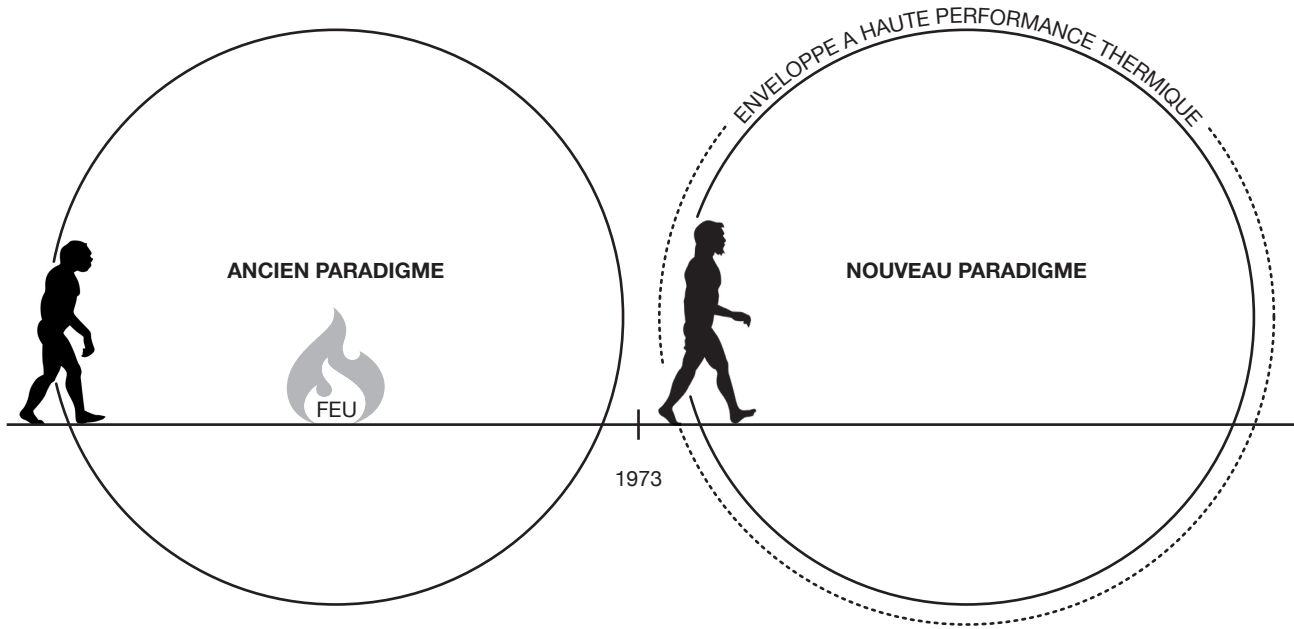 ENVELOPPE A HAUTE PERFORMANCE THERMIQUE
ANCIEN PARADIGME
NOUVEAU PARADIGME
FEU
1973